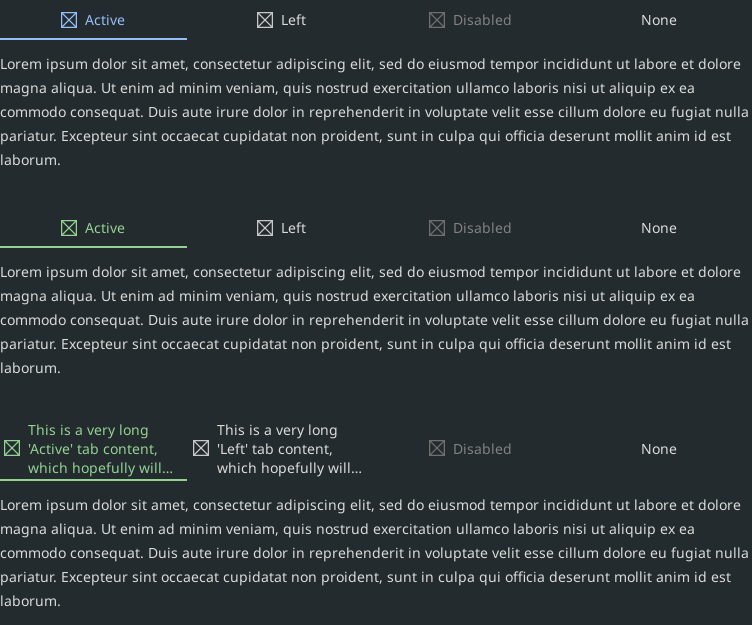 Active Left Disabled None
Lorem ipsum dolor sit amet, consectetur adipiscing elit, sed do eiusmod tempor incididunt ut labore et dolore
magna aliqua. Ut enim ad minim veniam, quis nostrud exercitation ullamco laboris nisi ut aliquip ex ea
commodo consequat. Duis aute irure dolor in reprehenderit in voluptate velit esse cillum dolore eu fugiat nulla
pariatur. Excepteur sint occaecat cupidatat non proident, sunt in culpa qui officia deserunt mollit anim id est
laborum.
Active Left Disabled None
Lorem ipsum dolor sit amet, consectetur adipiscing elit, sed do eiusmod tempor incididunt ut labore et dolore
magna aliqua. Ut enim ad minim veniam, quis nostrud exercitation ullamco laboris nisi ut aliquip ex ea
commodo consequat. Duis aute irure dolor in reprehenderit in voluptate velit esse cillum dolore eu fugiat nulla
pariatur. Excepteur sint occaecat cupidatat non proident, sunt in culpa qui officia deserunt mollit anim id est
laborum.
This is a very long
'Active' tab content,
which hopefully will...
This is a very long
'Left' tab content,
which hopefully will...
Disabled
None
Lorem ipsum dolor sit amet, consectetur adipiscing elit, sed do eiusmod tempor incididunt ut labore et dolore
magna aliqua. Ut enim ad minim veniam, quis nostrud exercitation ullamco laboris nisi ut aliquip ex ea
commodo consequat. Duis aute irure dolor in reprehenderit in voluptate velit esse cillum dolore eu fugiat nulla
pariatur. Excepteur sint occaecat cupidatat non proident, sunt in culpa qui officia deserunt mollit anim id est
laborum.